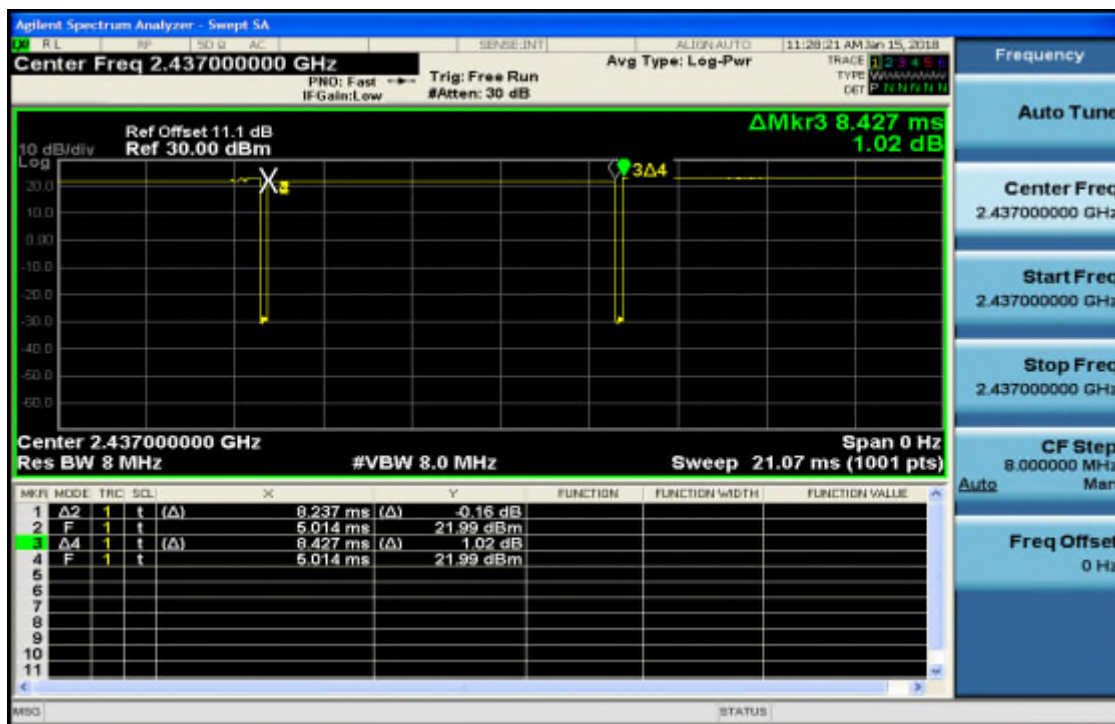 Agilent Spectrum Analyzer - Swept SA
RL RF 50 Ω AC SENSE:INT ALIGN AUTO 11:28:21 AM Jan 15, 2018
Center Freq 2.437000000 GHz
PNO: Fast
IFGain:Low
Trig: Free Run
#Atten: 30 dB
Avg Type: Log-Pwr
TRACE 1 2 3 4 5 6
TYPE
DET P N N N N N
ΔMkr3 8.427 ms
1.02 dB
Ref Offset 11.1 dB
Ref 30.00 dBm
10 dB/div
Log
20.0
10.0
0.00
-10.0
-20.0
-30.0
-40.0
-50.0
-60.0
3Δ4
Center 2.437000000 GHz Span 0 Hz
Res BW 8 MHz #VBW 8.0 MHz Sweep 21.07 ms (1001 pts)
MKR MODE TRC SCL X Y FUNCTION FUNCTION WIDTH FUNCTION VALUE
1 Δ2 1 t (Δ) 8.237 ms (Δ) -0.16 dB
2 F 1 t 5.014 ms 21.99 dBm
3 Δ4 1 t (Δ) 8.427 ms (Δ) 1.02 dB
4 F 1 t 5.014 ms 21.99 dBm
5
6
7
8
9
10
11
MSG STATUS
Frequency
Auto Tune
Center Freq
2.437000000 GHz
Start Freq
2.437000000 GHz
Stop Freq
2.437000000 GHz
CF Step
8.000000 MHz
Auto Man
Freq Offset
0 Hz